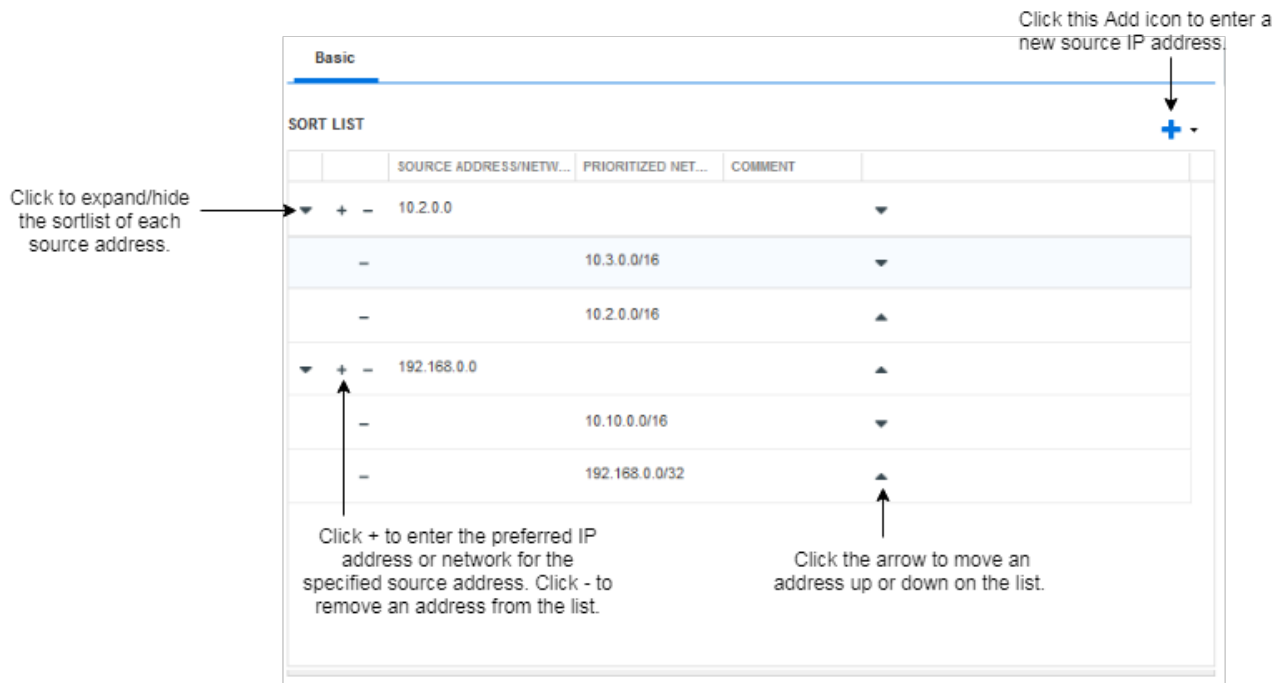 Click this Add icon to enter a
new source IP address.
Basic
SORT LIST
SOURCE ADDRESS/NETW... PRIORITIZED NET... COMMENT
Click to expand/hide
the sortlist of each
source address.
+ – 10.2.0.0
– 10.3.0.0/16
– 10.2.0.0/16
+ – 192.168.0.0
– 10.10.0.0/16
– 192.168.0.0/32
Click + to enter the preferred IP
address or network for the
specified source address. Click - to
remove an address from the list.
Click the arrow to move an
address up or down on the list.